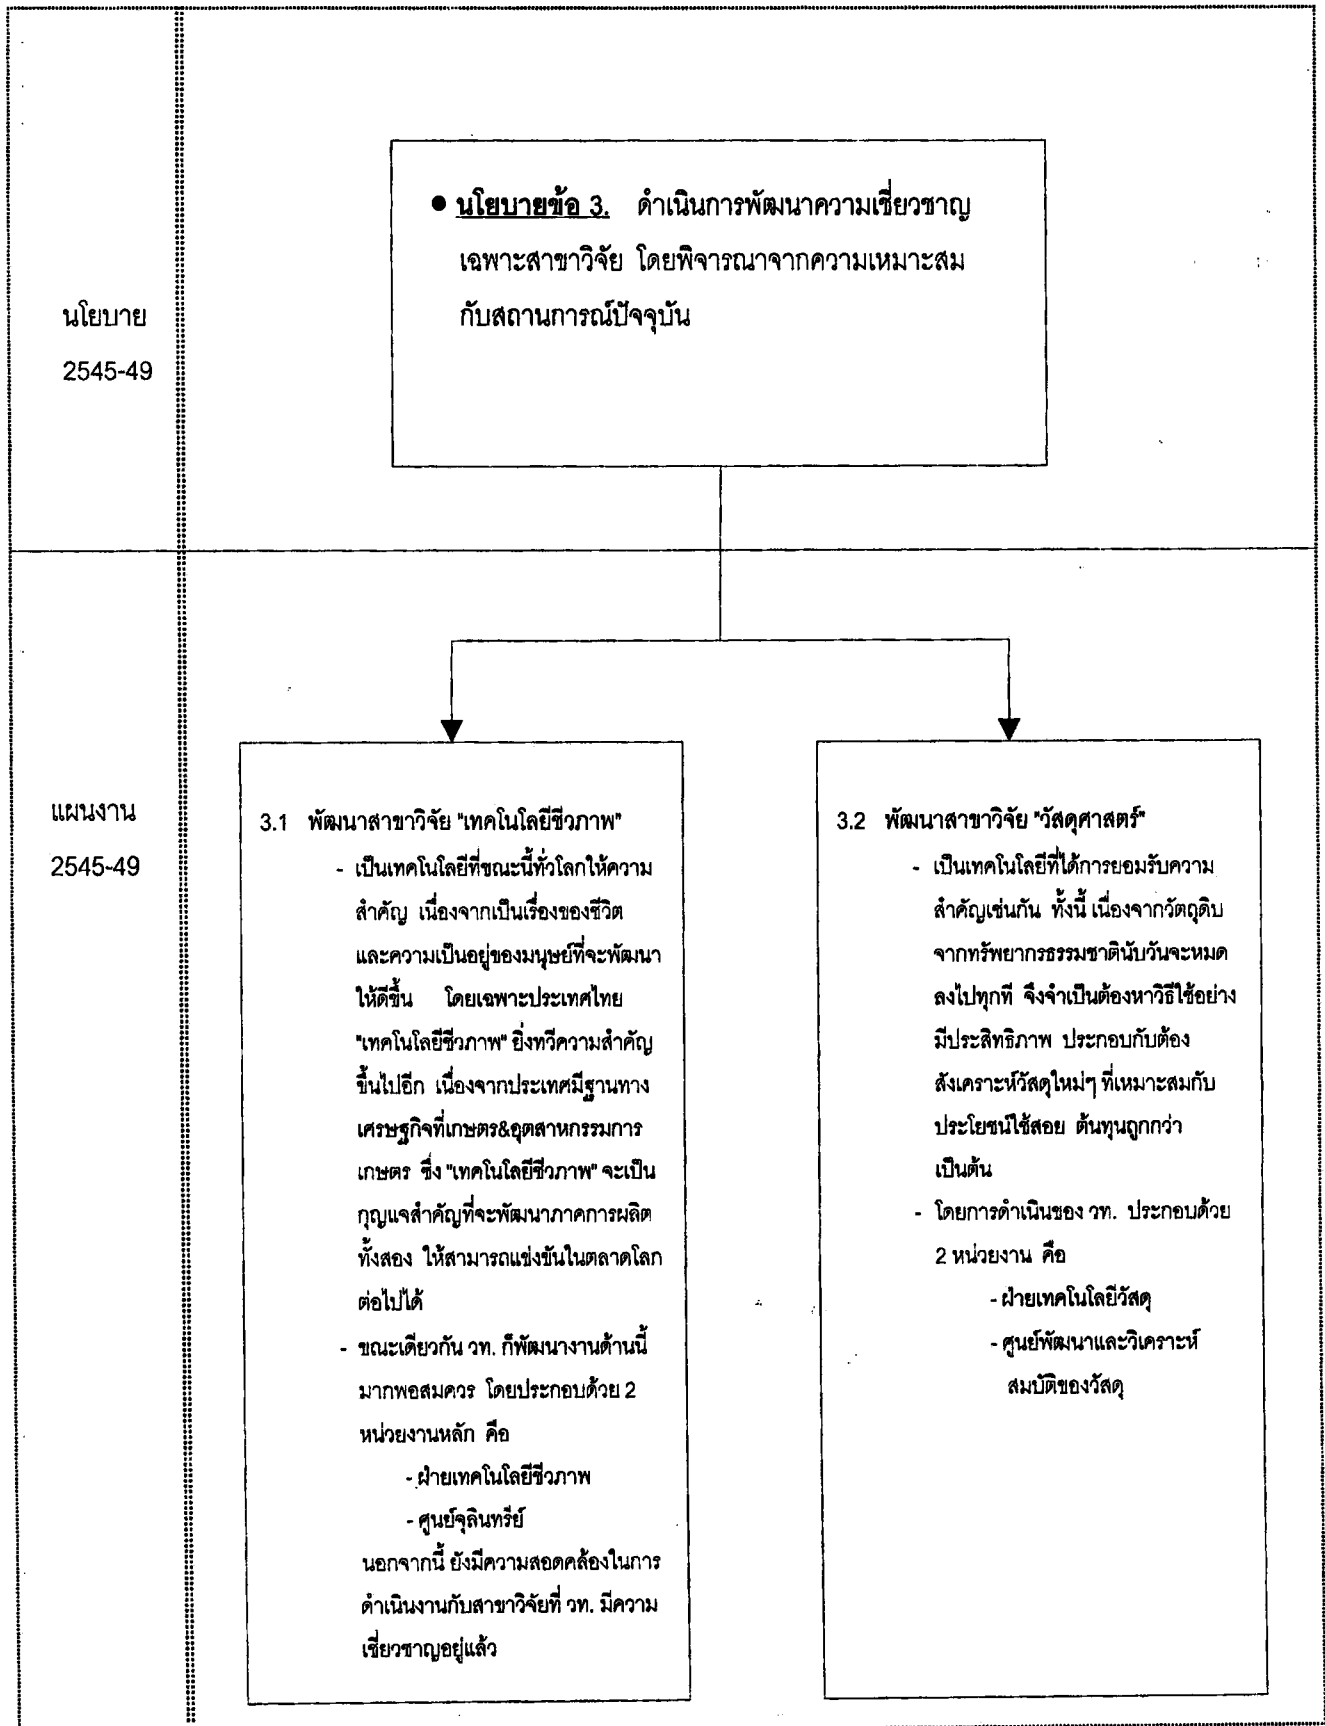 นโยบาย
2545-49
● นโยบายข้อ 3. ดำเนินการพัฒนาความเชี่ยวชาญ
เฉพาะสาขาวิจัย โดยพิจารณาจากความเหมาะสม
กับสถานการณ์ปัจจุบัน
แผนงาน
2545-49
3.1 พัฒนาสาขาวิจัย "เทคโนโลยีชีวภาพ"
- เป็นเทคโนโลยีที่ขณะนี้ทั่วโลกให้ความ
สำคัญ เนื่องจากเป็นเรื่องของชีวิต
และความเป็นอยู่ของมนุษย์ที่จะพัฒนา
ให้ดีขึ้น โดยเฉพาะประเทศไทย
"เทคโนโลยีชีวภาพ" ยิ่งทวีความสำคัญ
ขึ้นไปอีก เนื่องจากประเทศมีฐานทาง
เศรษฐกิจที่เกษตร&อุตสาหกรรมการ
เกษตร ซึ่ง "เทคโนโลยีชีวภาพ" จะเป็น
กุญแจสำคัญที่จะพัฒนาภาคการผลิต
ทั้งสอง ให้สามารถแข่งขันในตลาดโลก
ต่อไปได้
- ขณะเดียวกัน วท. ก็พัฒนางานด้านนี้
มากพอสมควร โดยประกอบด้วย 2
หน่วยงานหลัก คือ
- ฝ่ายเทคโนโลยีชีวภาพ
- ศูนย์จุลินทรีย์
นอกจากนี้ ยังมีความสอดคล้องในการ
ดำเนินงานกับสาขาวิจัยที่ วท. มีความ
เชี่ยวชาญอยู่แล้ว
3.2 พัฒนาสาขาวิจัย "วัสดุศาสตร์"
- เป็นเทคโนโลยีที่ได้การยอมรับความ
สำคัญเช่นกัน ทั้งนี้ เนื่องจากวัตถุดิบ
จากทรัพยากรธรรมชาตินับวันจะหมด
ลงไปทุกที จึงจำเป็นต้องหาวิธีใช้อย่าง
มีประสิทธิภาพ ประกอบกับต้อง
สังเคราะห์วัสดุใหม่ๆ ที่เหมาะสมกับ
ประโยชน์ใช้สอย ต้นทุนถูกกว่า
เป็นต้น
- โดยการดำเนินของ วท. ประกอบด้วย
2 หน่วยงาน คือ
- ฝ่ายเทคโนโลยีวัสดุ
- ศูนย์พัฒนาและวิเคราะห์
สมบัติของวัสดุ